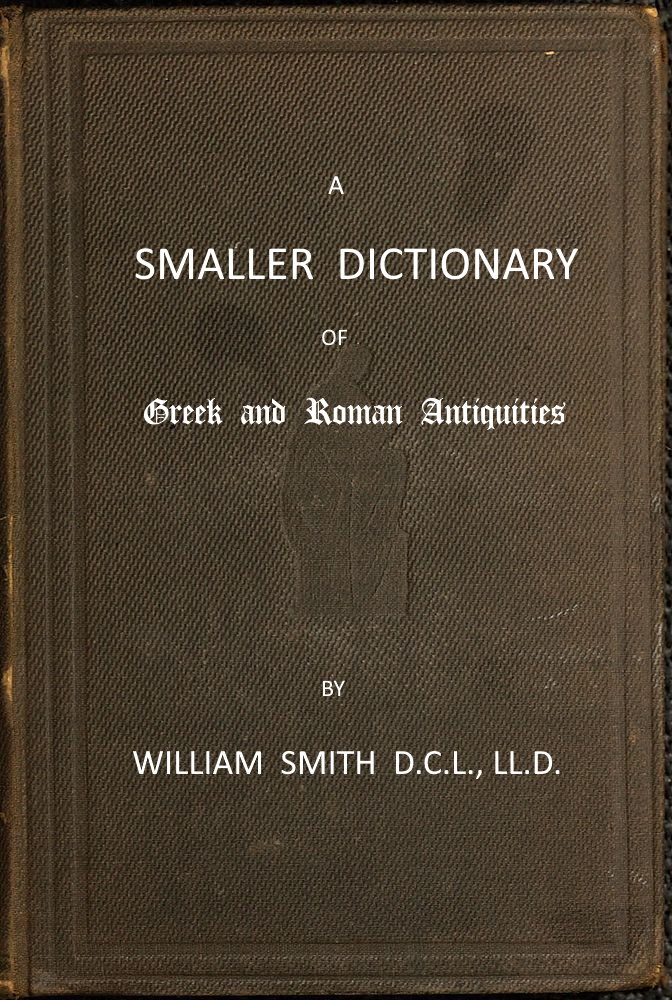 A
SMALLER DICTIONARY
OF
Greek and Roman Antiquities
BY
WILLIAM SMITH D.C.L., LL.D.